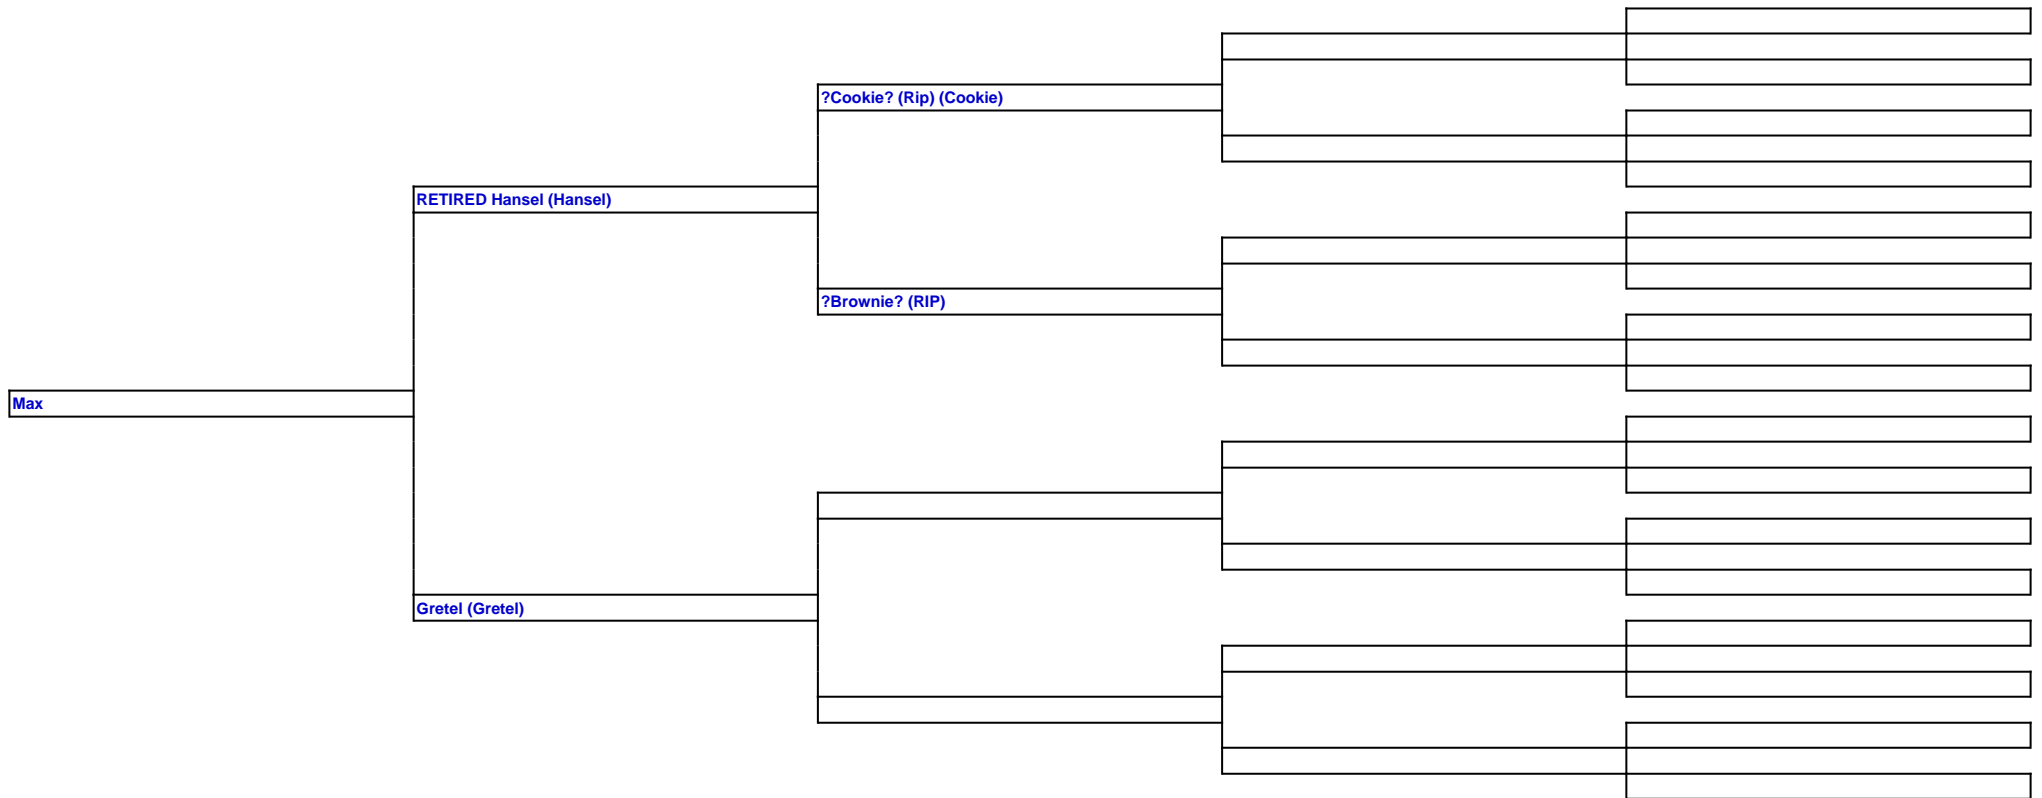 ?Cookie? (Rip) (Cookie)
RETIRED Hansel (Hansel)
?Brownie? (RIP)
Max
Gretel (Gretel)